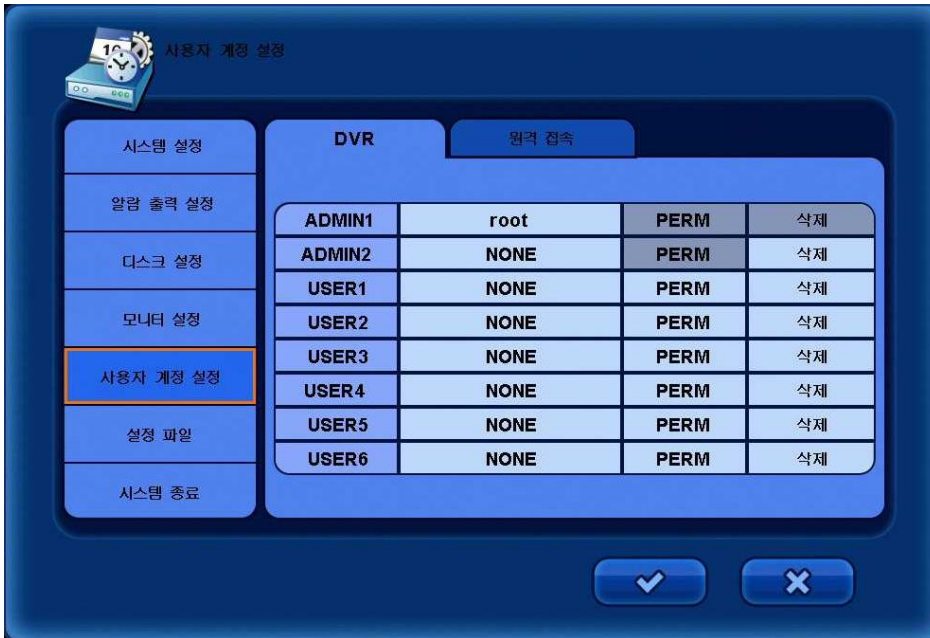 사용자 계정 설정
시스템 설정
알람 출력 설정
디스크 설정
모니터 설정
사용자 계정 설정
설정 파일
시스템 종료
DVR 원격 접속
ADMIN1 root PERM 삭제
ADMIN2 NONE PERM 삭제
USER1 NONE PERM 삭제
USER2 NONE PERM 삭제
USER3 NONE PERM 삭제
USER4 NONE PERM 삭제
USER5 NONE PERM 삭제
USER6 NONE PERM 삭제